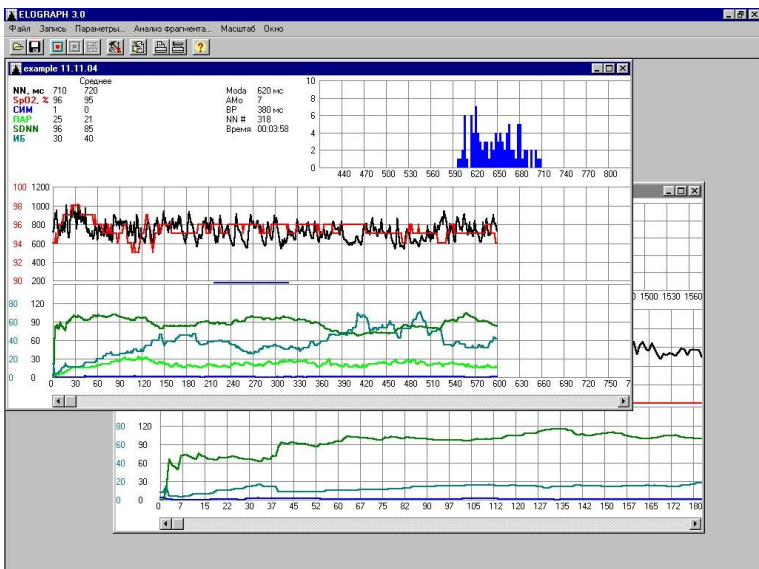 ELOGRAPH 3.0
Файл Запись Параметры... Анализ фрагмента... Масштаб Окно
example 11.11.04
Среднее
NN, мс 710 720
SpO2, % 96 95
СИМ 1 0
ПАР 25 21
SDNN 96 85
ИБ 30 40
Moda 620 мс
AMo 7
ВР 380 мс
NN # 318
Время 00:03:58
10
8
6
4
2
0
440 470 500 530 560 590 620 650 680 710 740 770 800
100 1200
98 1000
96 800
94 600
92 400
90 200
80 120
60 90
40 60
20 30
0 0
0 30 60 90 120 150 180 210 240 270 300 330 360 390 420 450 480 510 540 570 600 630 660 690 720 750 7
1500 1530 1560
80 120
60 90
40 60
20 30
0 0
0 7 15 22 30 37 45 52 60 67 75 82 90 97 105 112 120 127 135 142 150 157 165 172 180